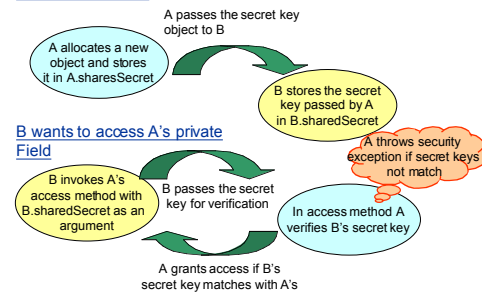 A passes the secret key
object to B
A allocates a new
object and stores
it in A.sharesSecret
B stores the secret
key passed by A
in B.sharedSecret
B wants to access A's private
Field
A throws security
exception if secret keys
not match
B invokes A's
access method with
B.sharedSecret as an
argument
B passes the secret
key for verification
In access method A
verifies B's secret key
A grants access if B's
secret key matches with A's